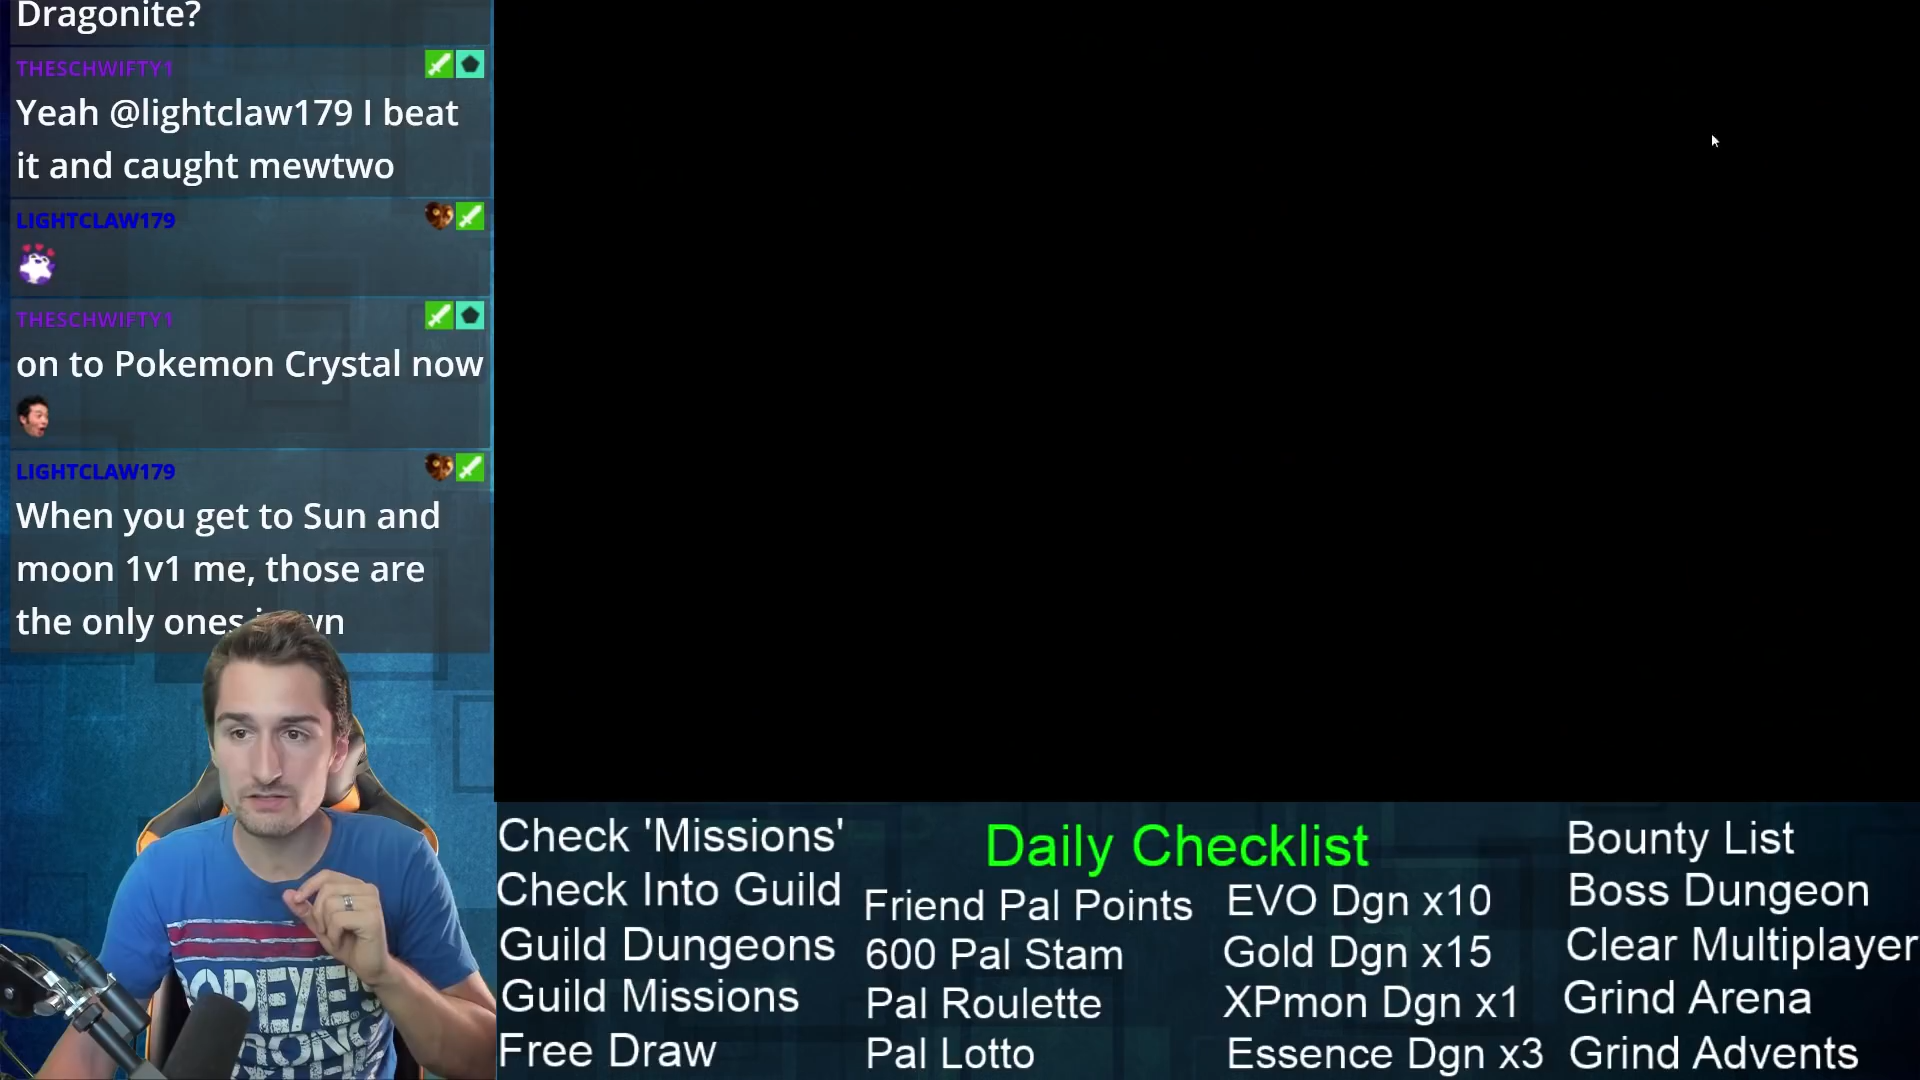 Dragonite?
THESCHWIFTY1
Yeah @lightclaw179 I beat
it and caught mewtwo
LIGHTCLAW179
THESCHWIFTY1
on to Pokemon Crystal now
LIGHTCLAW179
When you get to Sun and
moon 1v1 me, those are
the only ones
Check 'Missions'
Check Into Guild
Guild Dungeons
Guild Missions
Free Draw
Daily Checklist
Friend Pal Points
600 Pal Stam
Pal Roulette
Pal Lotto
EVO Dgn x10
Gold Dgn x15
XPmon Dgn x1
Essence Dgn x3
Bounty List
Boss Dungeon
Clear Multiplayer
Grind Arena
Grind Advents